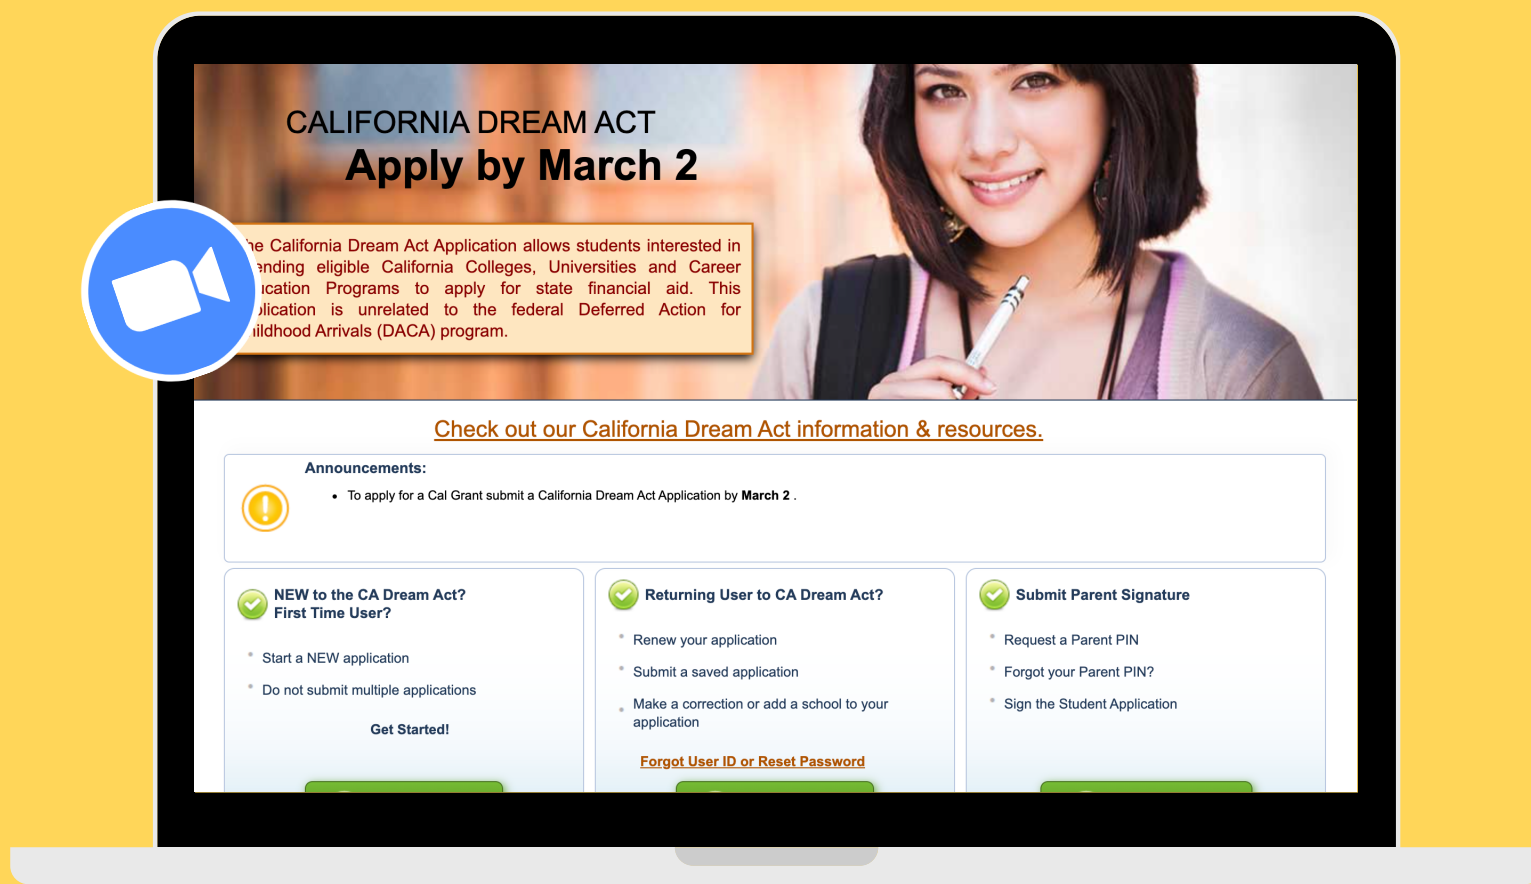 CALIFORNIA DREAM ACT
Apply by March 2
California Dream Act Application allows students interested in
eligible California Colleges, Universities and Career
Programs to apply for state financial aid. This
is unrelated to the federal Deferred Action for
Arrivals (DACA) program.
Check out our California Dream Act information & resources.
Announcements:
• To apply for a Cal Grant submit a California Dream Act Application by March 2 .
NEW to the CA Dream Act?
First Time User?
Start a NEW application
Do not submit multiple applications
Get Started!
Returning User to CA Dream Act?
Renew your application
Submit a saved application
Make a correction or add a school to your
application
Forgot User ID or Reset Password
Submit Parent Signature
Request a Parent PIN
Forgot your Parent PIN?
Sign the Student Application